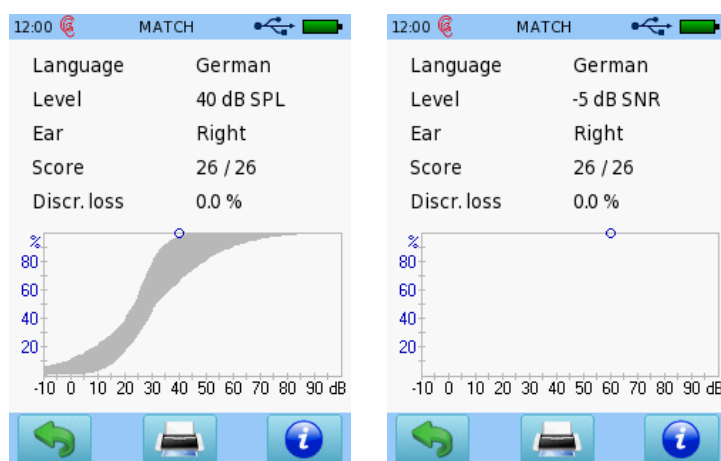 12:00 MATCH
Language German
Level 40 dB SPL
Ear Right
Score 26 / 26
Discr. loss 0.0 %
%
80
60
40
20
-10 0 10 20 30 40 50 60 70 80 90 dB
12:00 MATCH
Language German
Level -5 dB SNR
Ear Right
Score 26 / 26
Discr. loss 0.0 %
%
80
60
40
20
-10 0 10 20 30 40 50 60 70 80 90 dB